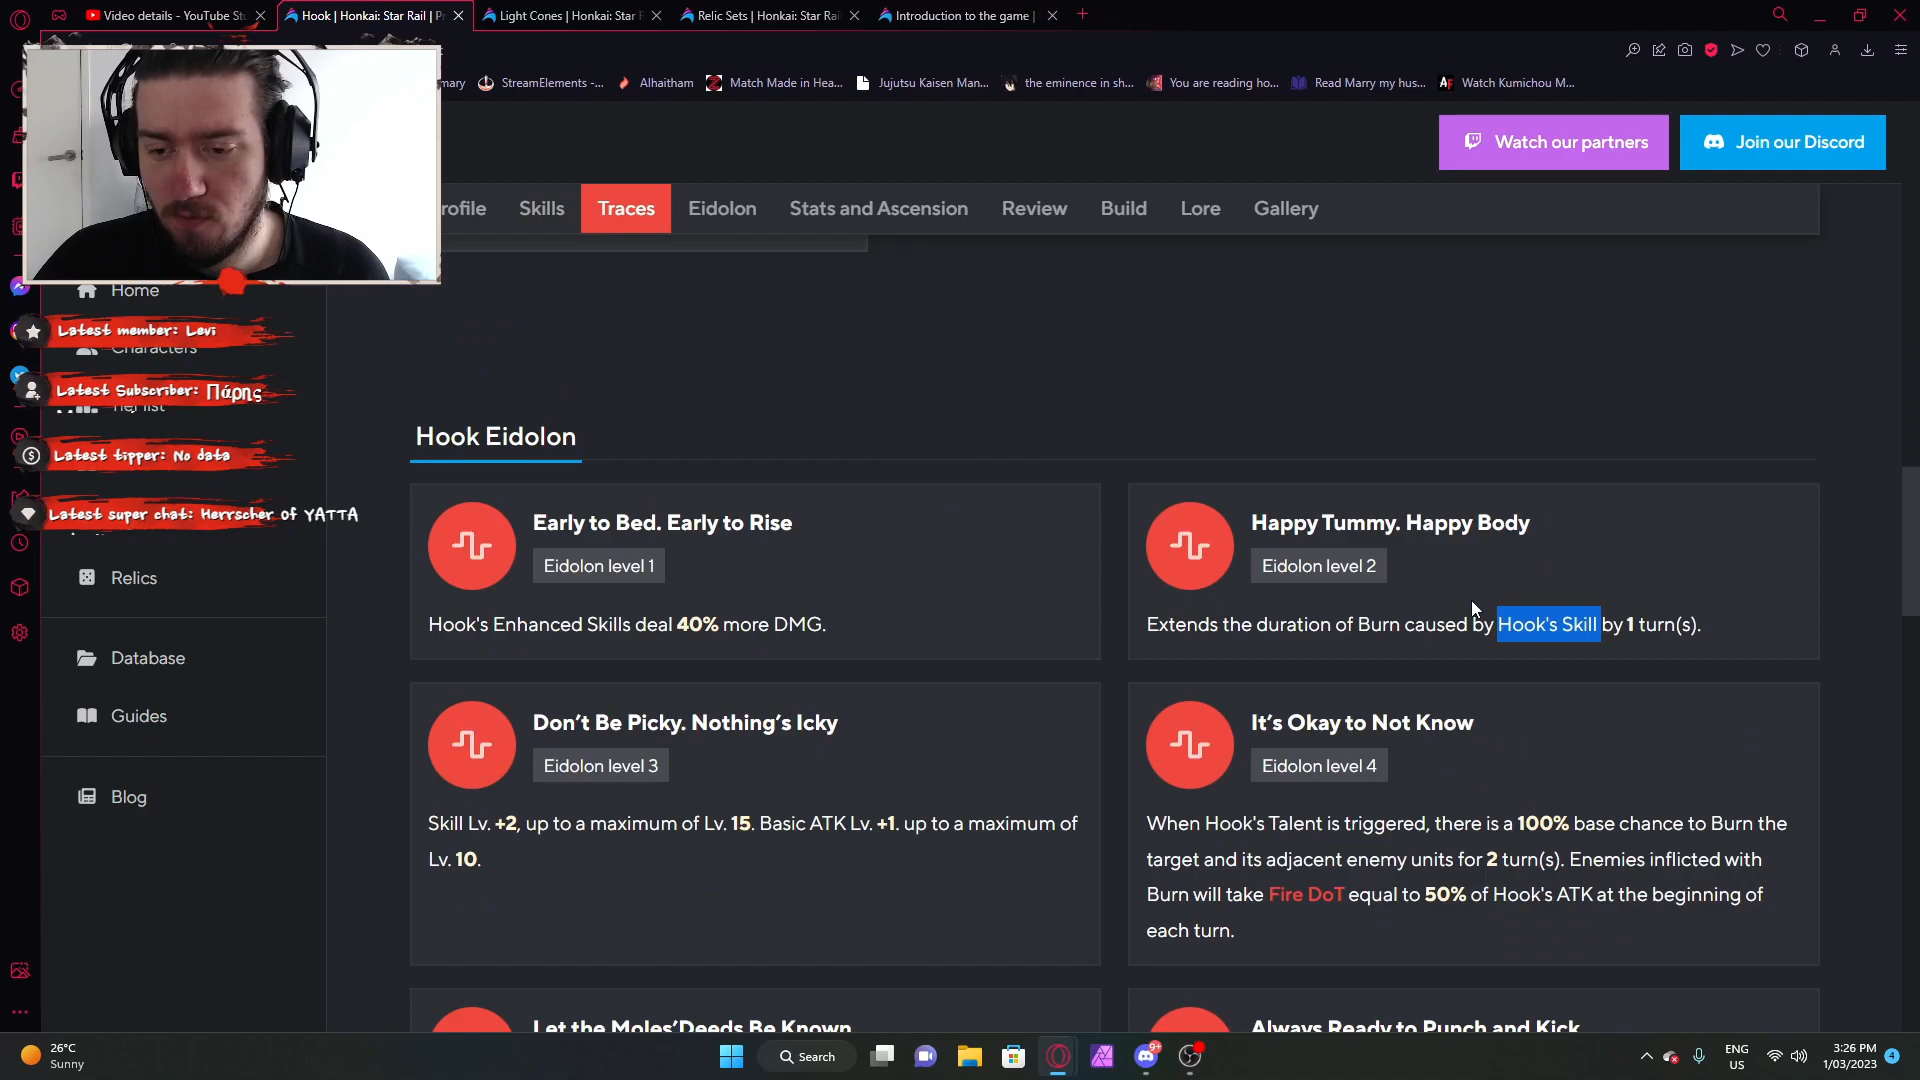 Video details - YouTube St
Hook | Honkai: Star Rail | Pr
Light Cones | Honkai: Star R
Relic Sets | Honkai: Star Rail
Introduction to the game |
mary
StreamElements -...
Alhaitham
Match Made in Hea...
Jujutsu Kaisen Man...
the eminence in sh...
You are reading ho...
Read Marry my hus...
Watch Kumichou M...
Watch our partners
Join our Discord
rofile
Skills
Traces
Eidolon
Stats and Ascension
Review
Build
Lore
Gallery
Home
Latest member: Levi
Characters
Latest Subscriber: Πάρης
Tier list
Latest tipper: No data
Latest super chat: Herrscher of YATTA
Relics
Database
Guides
Blog
Hook Eidolon
Early to Bed. Early to Rise
Eidolon level 1
Hook's Enhanced Skills deal 40% more DMG.
Happy Tummy. Happy Body
Eidolon level 2
Extends the duration of Burn caused by Hook's Skill by 1 turn(s).
Don't Be Picky. Nothing's Icky
Eidolon level 3
Skill Lv. +2, up to a maximum of Lv. 15. Basic ATK Lv. +1. up to a maximum of
Lv. 10.
It's Okay to Not Know
Eidolon level 4
When Hook's Talent is triggered, there is a 100% base chance to Burn the
target and its adjacent enemy units for 2 turn(s). Enemies inflicted with
Burn will take Fire DoT equal to 50% of Hook's ATK at the beginning of
each turn.
Let the Moles'Deeds Be Known
Always Ready to Punch and Kick
26°C
Sunny
Search
9+
ENG
US
3:26 PM
1/03/2023
4